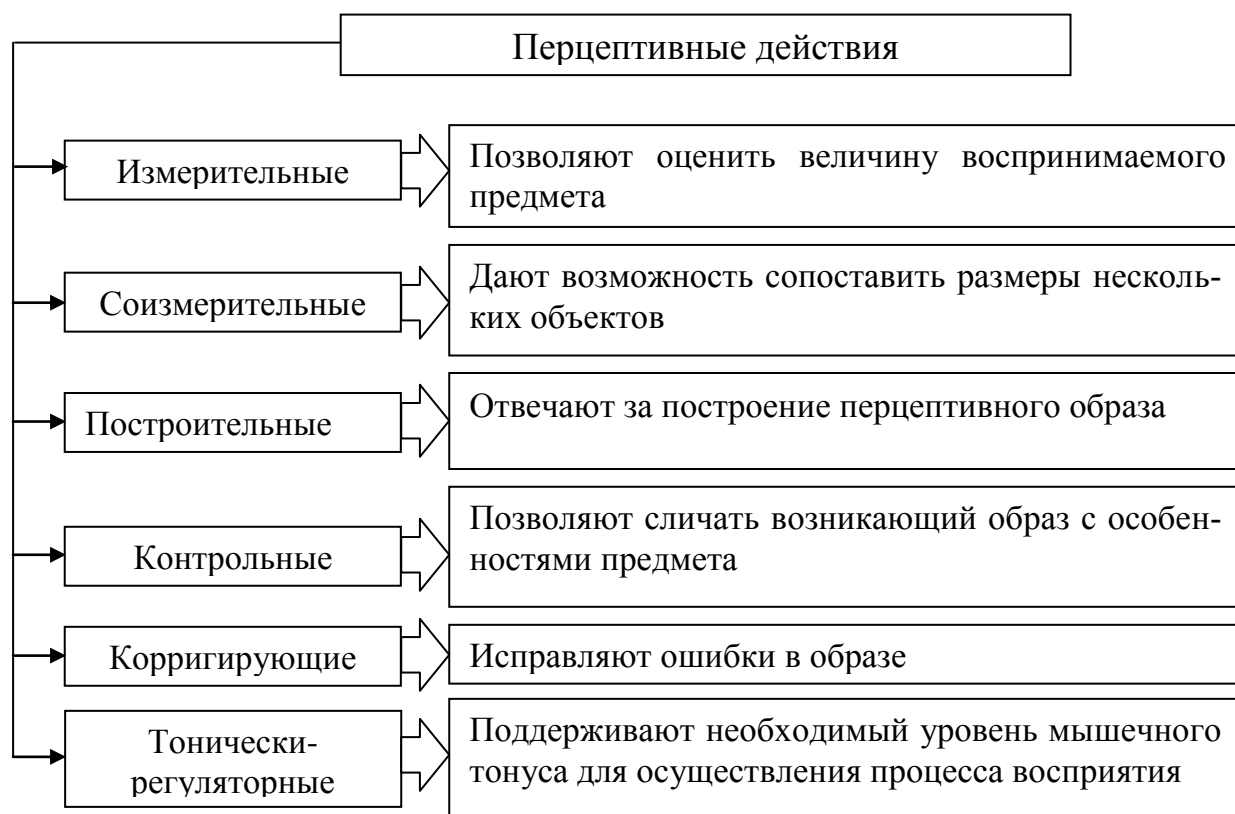 Перцептивные действия
Измерительные
Позволяют оценить величину воспринимаемого
предмета
Соизмерительные
Дают возможность сопоставить размеры несколь-
ких объектов
Построительные
Отвечают за построение перцептивного образа
Контрольные
Позволяют сличать возникающий образ с особен-
ностями предмета
Корригирующие
Исправляют ошибки в образе
Тонически-
регуляторные
Поддерживают необходимый уровень мышечного
тонуса для осуществления процесса восприятия